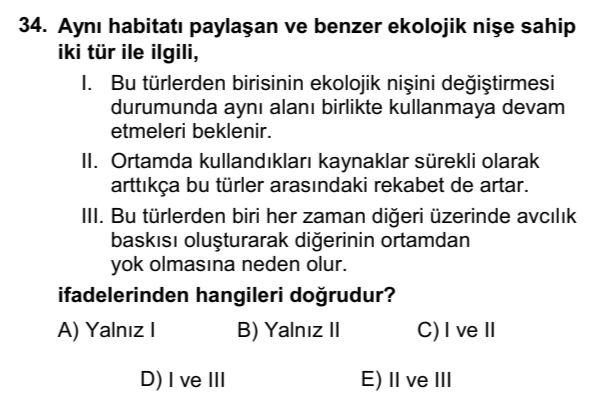 34. Aynı habitatı paylaşan ve benzer ekolojik nişe sahip
iki tür ile ilgili,
I. Bu türlerden birisinin ekolojik nişini değiştirmesi
durumunda aynı alanı birlikte kullanmaya devam
etmeleri beklenir.
II. Ortamda kullandıkları kaynaklar sürekli olarak
arttıkça bu türler arasındaki rekabet de artar.
III. Bu türlerden biri her zaman diğeri üzerinde avcılık
baskısı oluşturarak diğerinin ortamdan
yok olmasına neden olur.
ifadelerinden hangileri doğrudur?
A) Yalnız I B) Yalnız II C) I ve II
D) I ve III E) II ve III